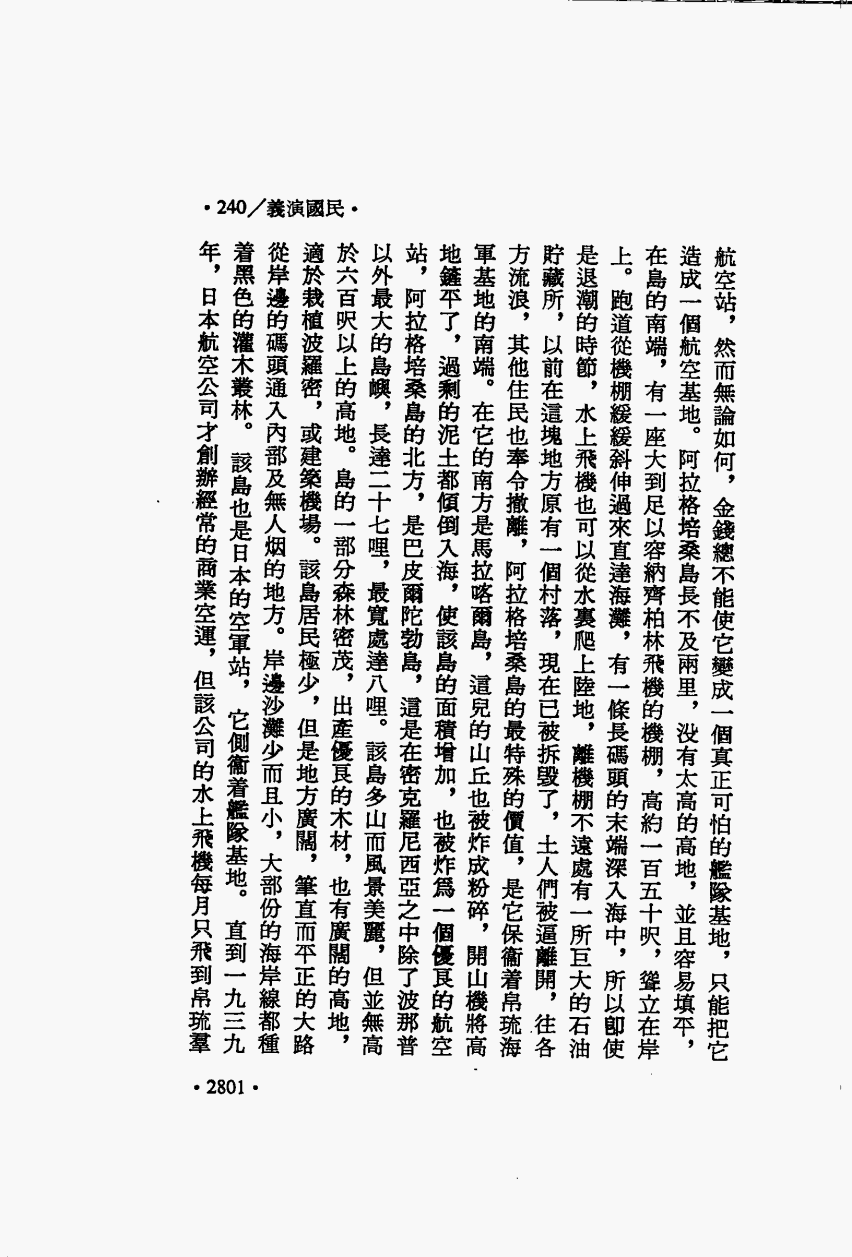 •240／義演國民•
航空站，然而無論如何，金錢總不能使它變成一個真正可怕的艦隊基地，只能把它
造成一個航空基地。阿拉格培桑島長不及兩里，没有太高的高地，並且容易填平，
在島的南端，有一座大到足以容納齊柏林飛機的機棚，高約一百五十呎，聳立在岸
上。跑道從機棚緩緩斜伸過來直達海灘，有一條長碼頭的末端深入海中，所以卽使
是退潮的時節，水上飛機也可以從水裏爬上陸地，離機棚不遠處有一所巨大的石油
貯藏所，以前在這塊地方原有一個村落，現在已被拆毀了，土人們被逼離開，往各
方流浪，其他住民也奉令撤離，阿拉格培桑島的最特殊的價值，是它保衞着帛琉海
軍基地的南端。在它的南方是馬拉喀爾島，這兒的山丘也被炸成粉碎，開山機將高
地鏟平了，過剩的泥土都傾倒入海，使該島的面積增加，也被炸爲一個優良的航空
站，阿拉格培桑島的北方，是巴皮爾陀勃島，這是在密克羅尼西亞之中除了波那普
以外最大的島嶼，長達二十七哩，最寬處達八哩。該島多山而風景美麗，但並無高
於六百呎以上的高地。島的一部分森林密茂，出產優良的木材，也有廣闊的高地，
適於栽植波羅密，或建築機場。該島居民極少，但是地方廣闊，筆直而平正的大路
從岸邊的碼頭通入內部及無人烟的地方。岸邊沙灘少而且小，大部份的海岸線都種
着黑色的灌木叢林。該島也是日本的空軍站，它側衞着艦隊基地。直到一九三九
年，日本航空公司才創辦經常的商業空運，但該公司的水上飛機每月只飛到帛琉羣
•2801•